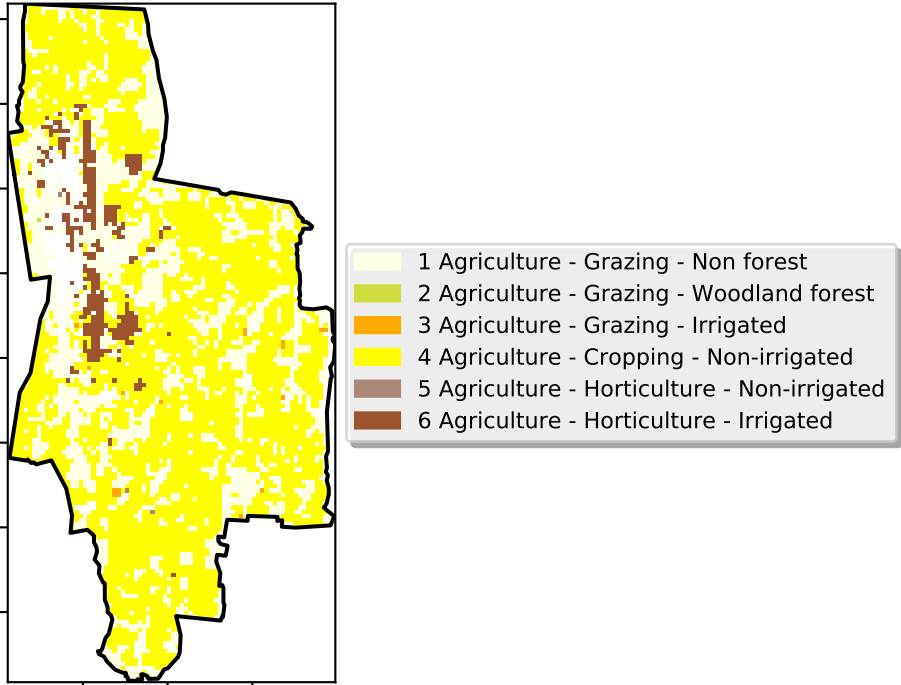 1 Agriculture - Grazing - Non forest
2 Agriculture - Grazing - Woodland forest
3 Agriculture - Grazing - Irrigated
4 Agriculture - Cropping - Non-irrigated
5 Agriculture - Horticulture - Non-irrigated
6 Agriculture - Horticulture - Irrigated